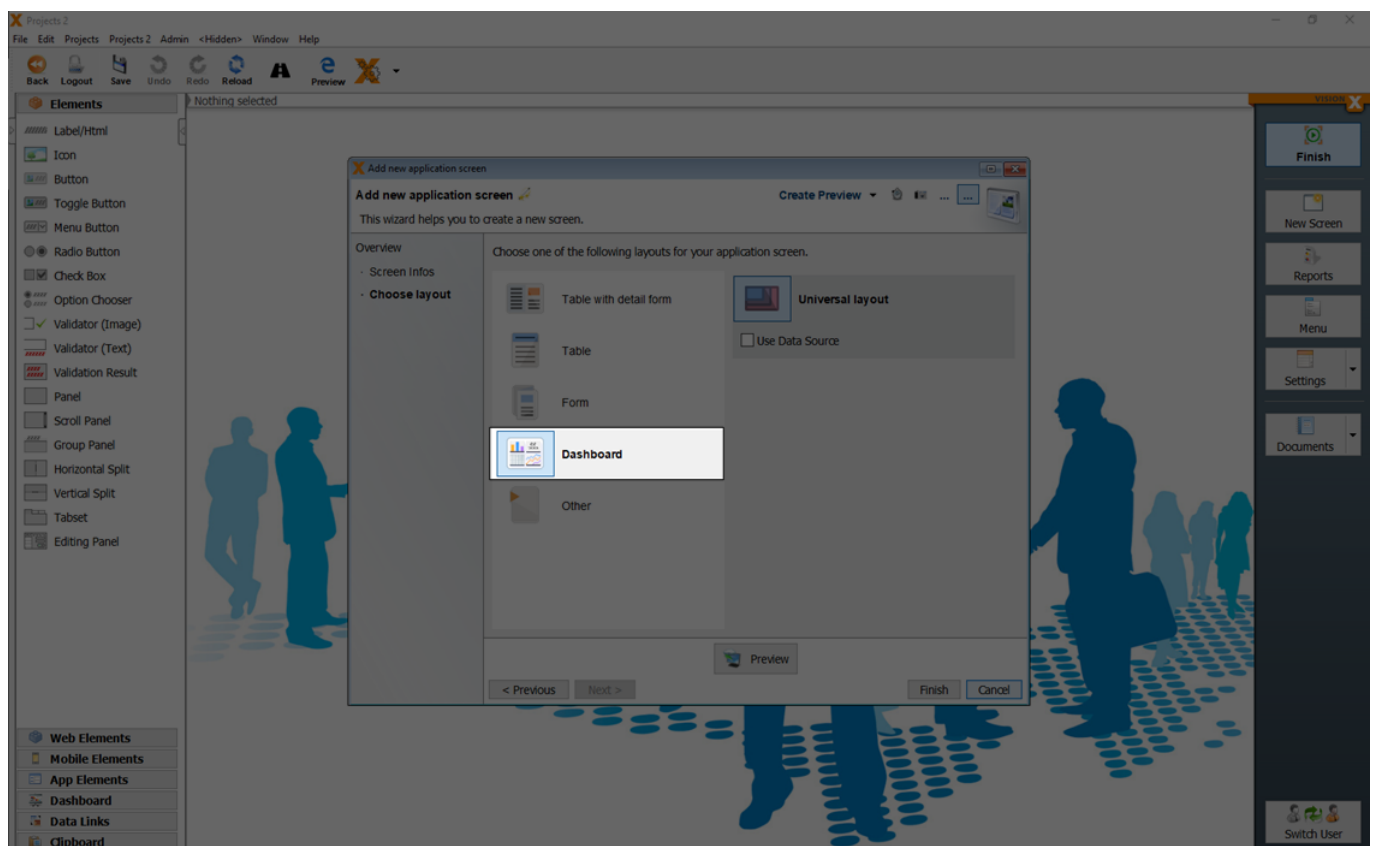 Projects 2
File Edit Projects Projects 2 Admin <Hidden> Window Help
Back Logout Save Undo Redo Reload Preview
Elements
Nothing selected
Label/Html
Icon
Button
Toggle Button
Menu Button
Radio Button
Check Box
Option Chooser
Validator (Image)
Validator (Text)
Validation Result
Panel
Scroll Panel
Group Panel
Horizontal Split
Vertical Split
Tabset
Editing Panel
Web Elements
Mobile Elements
App Elements
Dashboard
Data Links
Clipboard
Add new application screen
Add new application screen
Create Preview
... ...
This wizard helps you to create a new screen.
Overview
· Screen Infos
· Choose layout
Choose one of the following layouts for your application screen.
Table with detail form
Table
Form
Dashboard
Other
Universal layout
Use Data Source
Preview
< Previous Next > Finish Cancel
VISION X
Finish
New Screen
Reports
Menu
Settings
Documents
Switch User